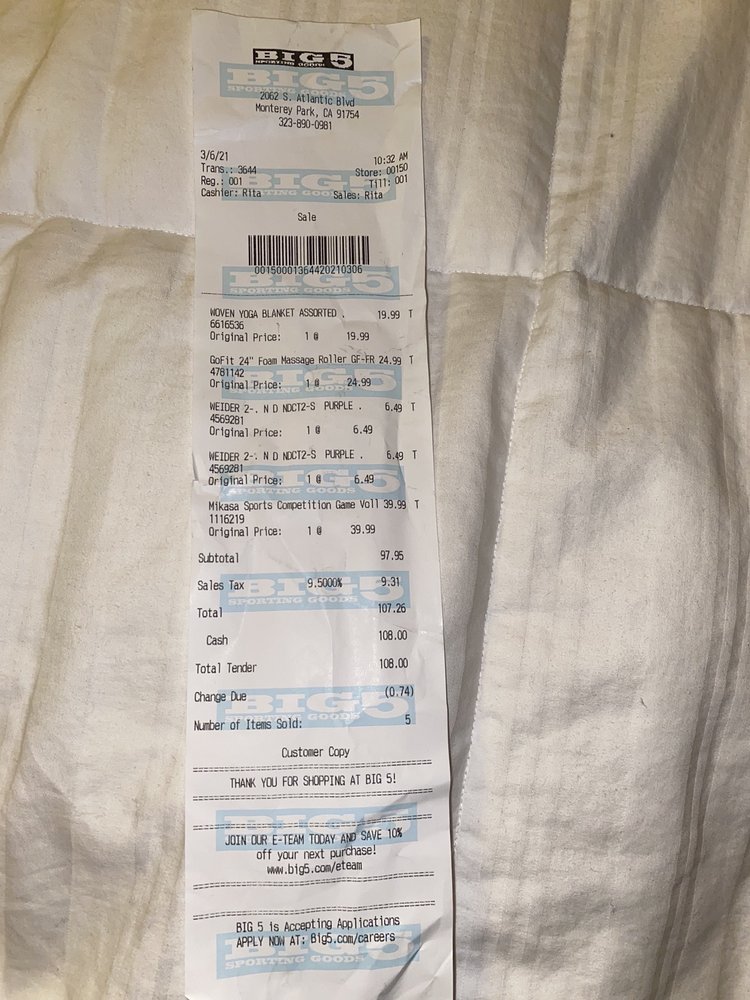 BIG 5
SPORTING GOODS
2062 S. Atlantic Blvd
Monterey Park, CA 91754
323-890-0981
3/6/21 10:32 AM
Trans.: 3644 Store: 00150
Reg.: 001 Till: 001
Cashier: Rita Sales: Rita
Sale
00150001364420210306
WOVEN YOGA BLANKET ASSORTED . 19.99 T
6616536
Original Price: 1 @ 19.99
GoFit 24" Foam Massage Roller GF-FR 24.99 T
4781142
Original Price: 1 @ 24.99
WEIDER 2-. N D NDCT2-S PURPLE . 6.49 T
4569281
Original Price: 1 @ 6.49
WEIDER 2-. N D NDCT2-S PURPLE . 6.49 T
4569281
Original Price: 1 @ 6.49
Mikasa Sports Competition Game Voll 39.99 T
1116219
Original Price: 1 @ 39.99
Subtotal 97.95
Sales Tax 9.5000% 9.31
Total 107.26
Cash 108.00
Total Tender 108.00
Change Due (0.74)
Number of Items Sold: 5
Customer Copy
THANK YOU FOR SHOPPING AT BIG 5!
JOIN OUR E-TEAM TODAY AND SAVE 10%
off your next purchase!
www.big5.com/eteam
BIG 5 is Accepting Applications
APPLY NOW AT: Big5.com/careers
BIG 5
SPORTING GOODS